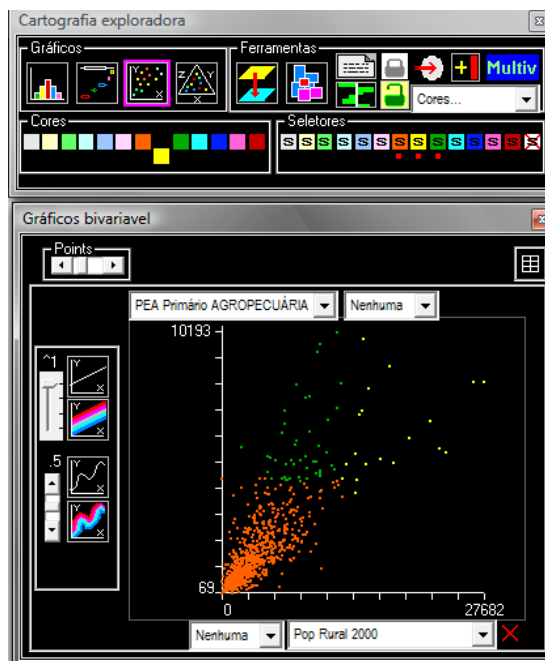 Cartografia exploradora
Gráficos
Ferramentas
Y
X
Z
Y
X
Multiv
Cores...
Cores
Seletores
S S S S S S S S S S S S S S
Gráficos bivariavel
Points
PEA Primário AGROPECUÁRIA
Nenhuma
10193
^1
Y
X
Y
X
.5
Y
X
Y
X
69
0
27682
Nenhuma
Pop Rural 2000